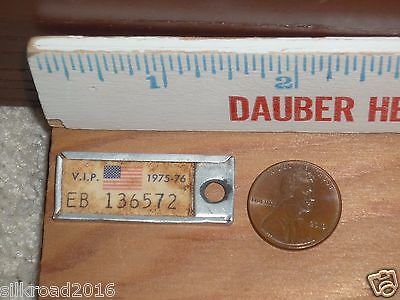 1 2
DAUBER HE
V.I.P. 1975-76
EB 136572
silkroad2016